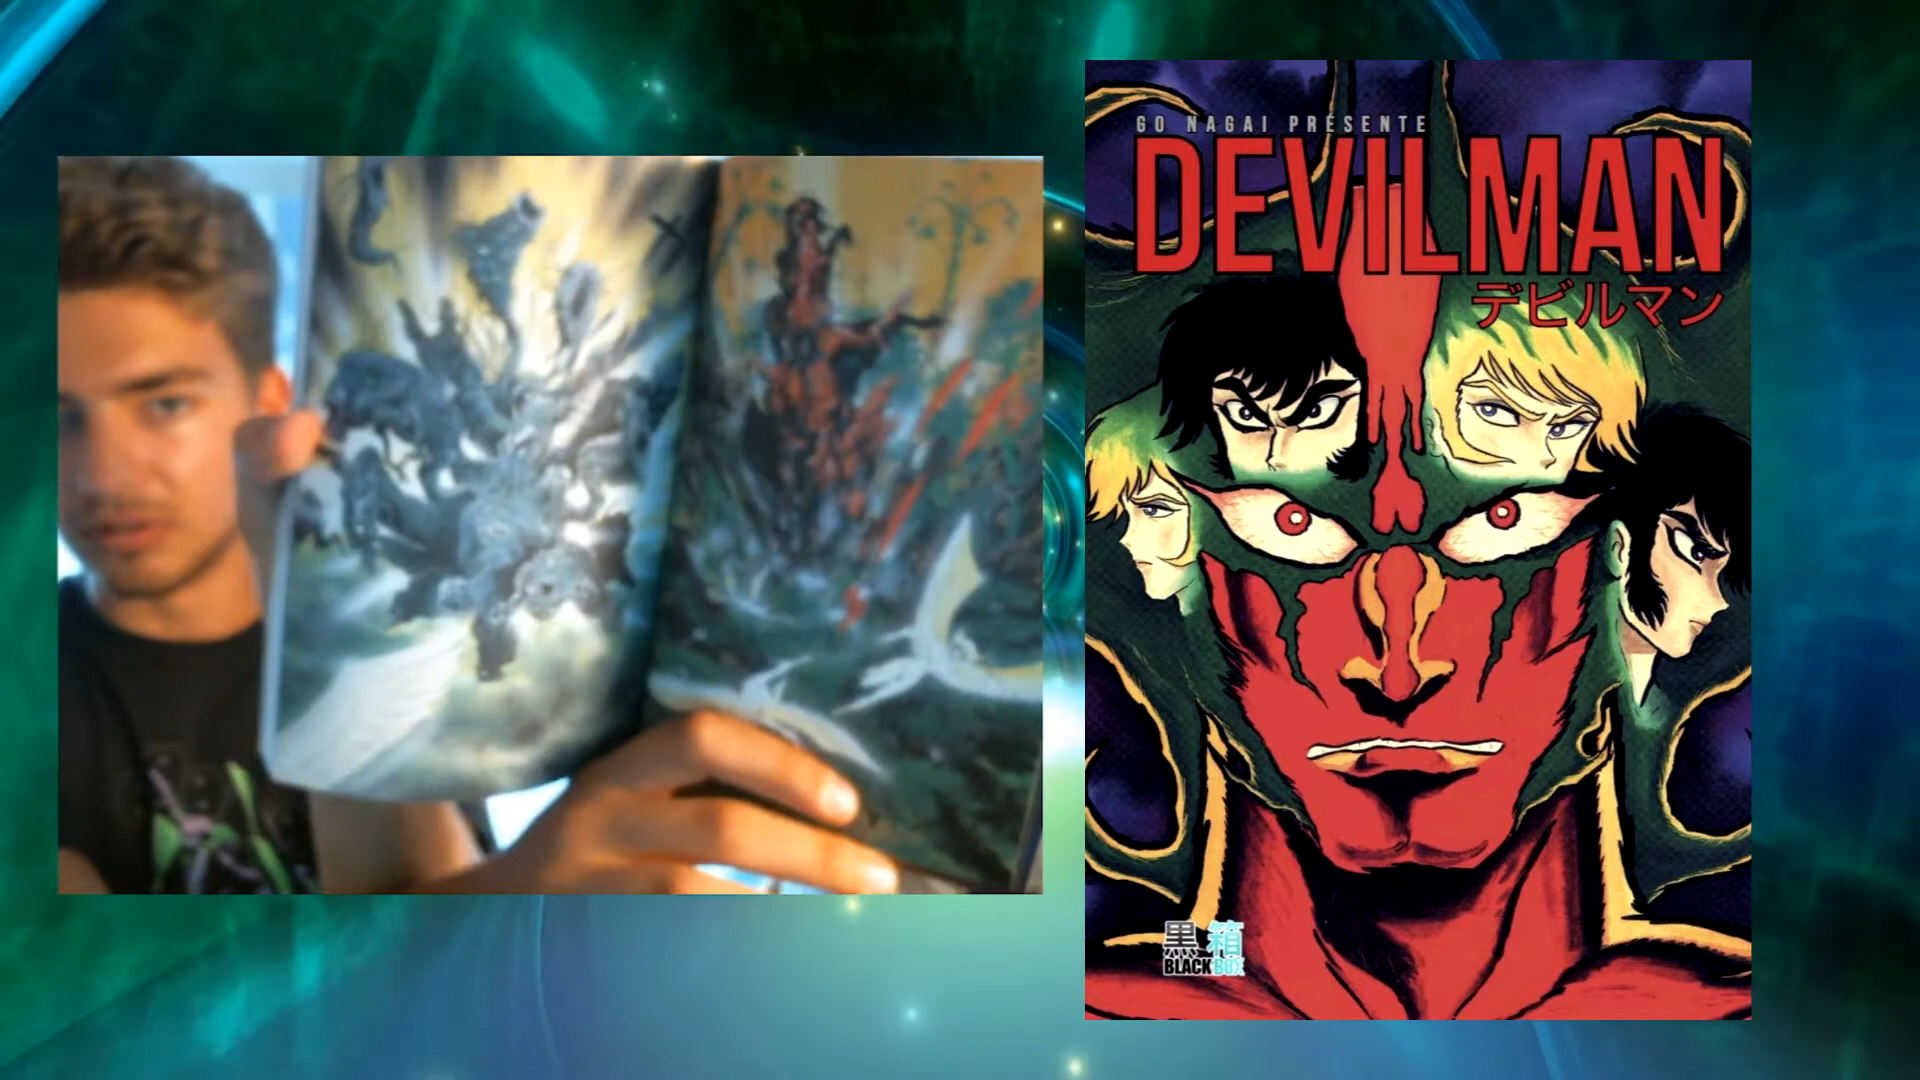 GO NAGAI PRÉSENTE
DEVILMAN
デビルマン
黒箱
BLACK BOX